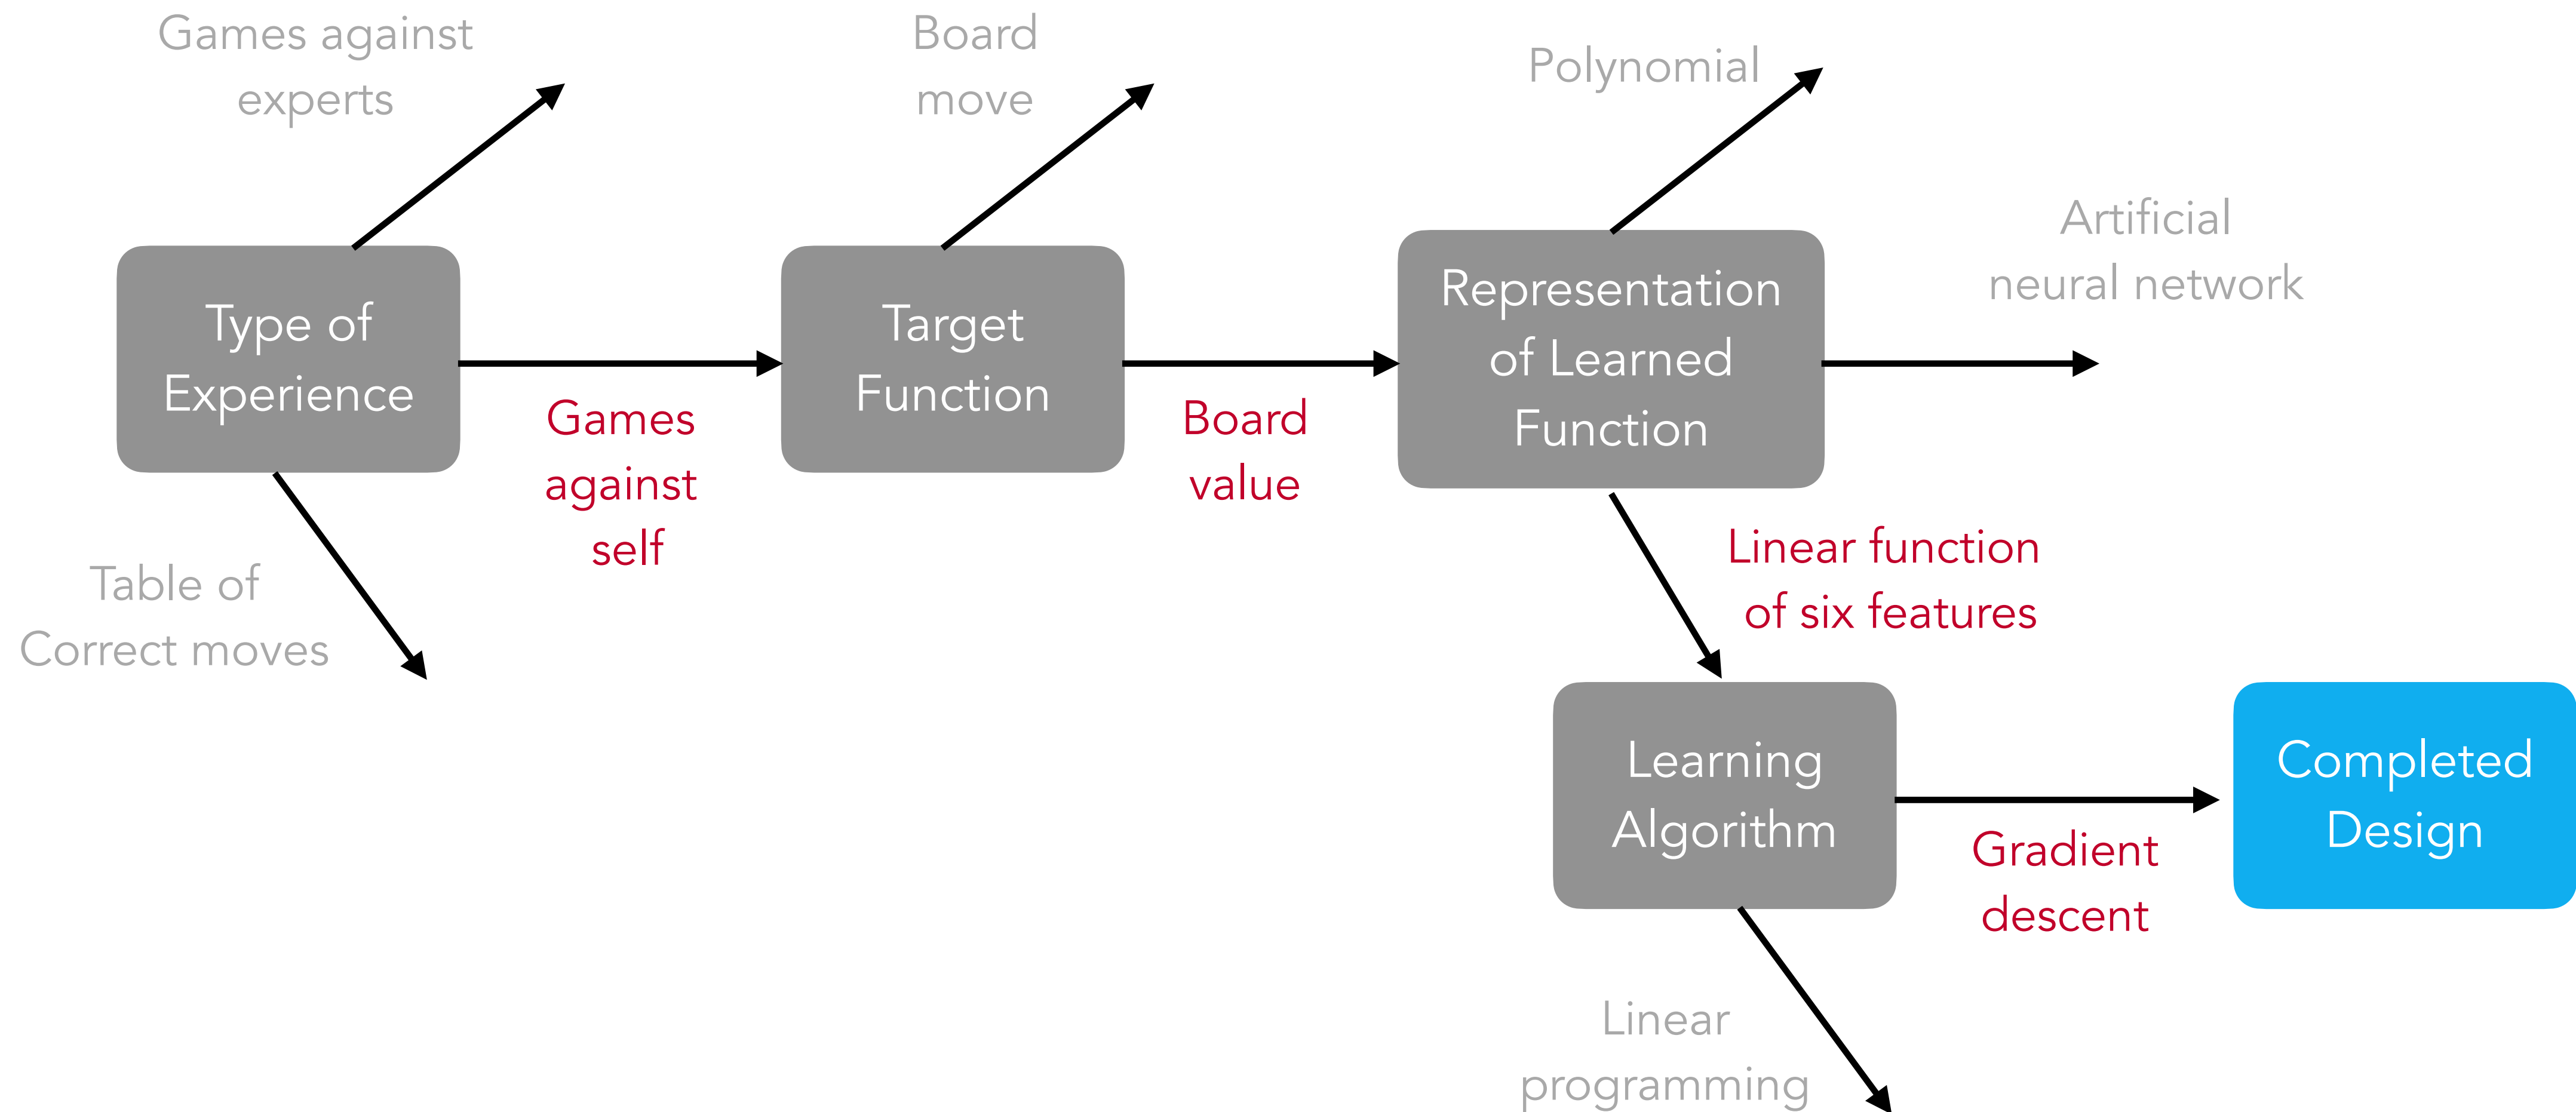 Games against
experts
Board
move
Polynomial
Artificial
neural network
Type of
Experience
Games
against
self
Target
Function
Board
value
Representation
of Learned
Function
Table of
Correct moves
Linear function
of six features
Learning
Algorithm
Gradient
descent
Completed
Design
Linear
programming